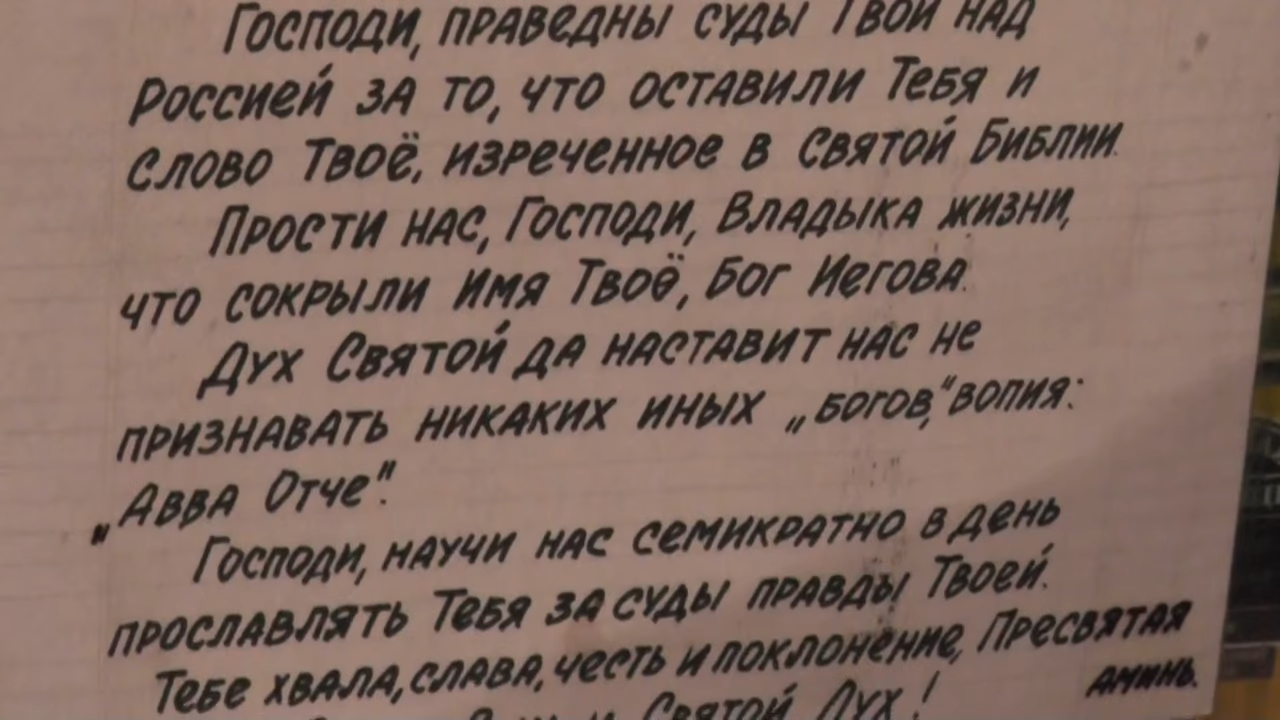 Господи, праведны суды Твои над
России за то, что оставили Тебя и
Слово Твоё, изреченное в Святой Библии.
Прости нас, Господи, Владыка жизни,
что сокрыли Имя Твоё, Бог Иегова.
Дух Святой да наставит нас не
признавать никаких иных „богов,“ вопия:
„Авва Отче“.
Господи, научи нас семикратно в день
прославлять Тебя за суды правды Твоей.
Тебе хвала, слава, честь и поклонение, Пресвятая
и Святой Дух! Аминь.